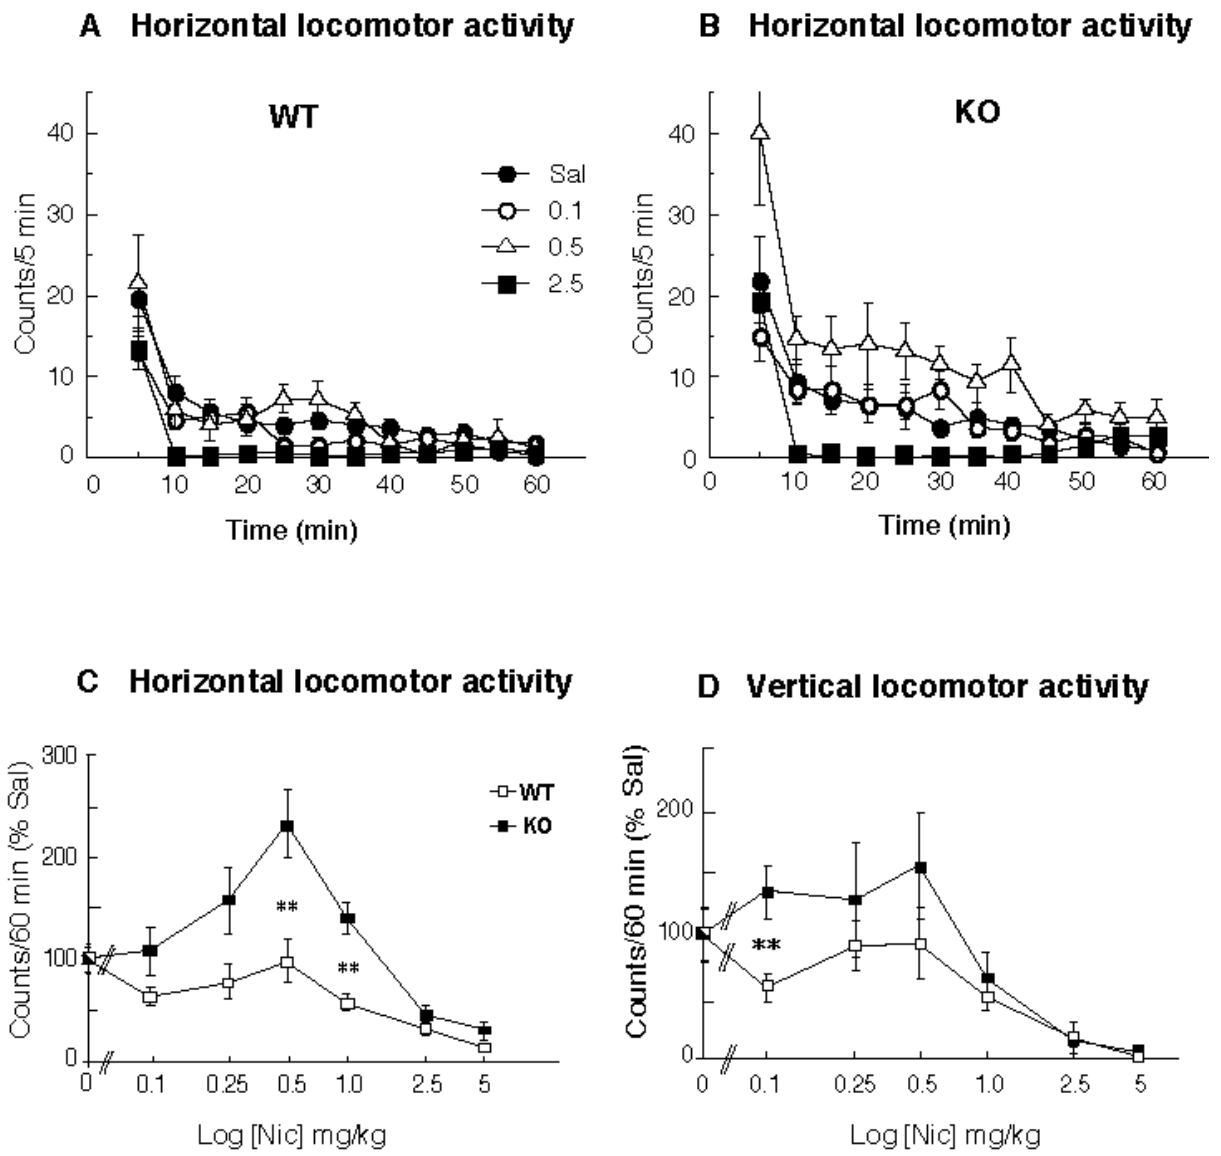 A Horizontal locomotor activity
WT
Counts/5 min
40
30
20
10
0
0 10 20 30 40 50 60
Time (min)
Sal
0.1
0.5
2.5
B Horizontal locomotor activity
KO
Counts/5 min
40
30
20
10
0
0 10 20 30 40 50 60
Time (min)
C Horizontal locomotor activity
Counts/60 min (% Sal)
300
200
100
0
WT
KO
**
**
0 0.1 0.25 0.5 1.0 2.5 5
Log [Nic] mg/kg
D Vertical locomotor activity
Counts/60 min (% Sal)
200
100
0
**
0 0.1 0.25 0.5 1.0 2.5 5
Log [Nic] mg/kg